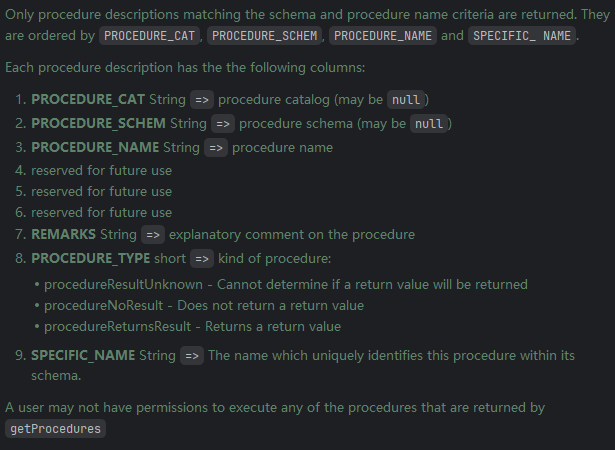 Only procedure descriptions matching the schema and procedure name criteria are returned. They
are ordered by PROCEDURE_CAT, PROCEDURE_SCHEM, PROCEDURE_NAME and SPECIFIC_ NAME.
Each procedure description has the the following columns:
1. PROCEDURE_CAT String => procedure catalog (may be null)
2. PROCEDURE_SCHEM String => procedure schema (may be null)
3. PROCEDURE_NAME String => procedure name
4. reserved for future use
5. reserved for future use
6. reserved for future use
7. REMARKS String => explanatory comment on the procedure
8. PROCEDURE_TYPE short => kind of procedure:
• procedureResultUnknown - Cannot determine if a return value will be returned
• procedureNoResult - Does not return a return value
• procedureReturnsResult - Returns a return value
9. SPECIFIC_NAME String => The name which uniquely identifies this procedure within its
schema.
A user may not have permissions to execute any of the procedures that are returned by
getProcedures